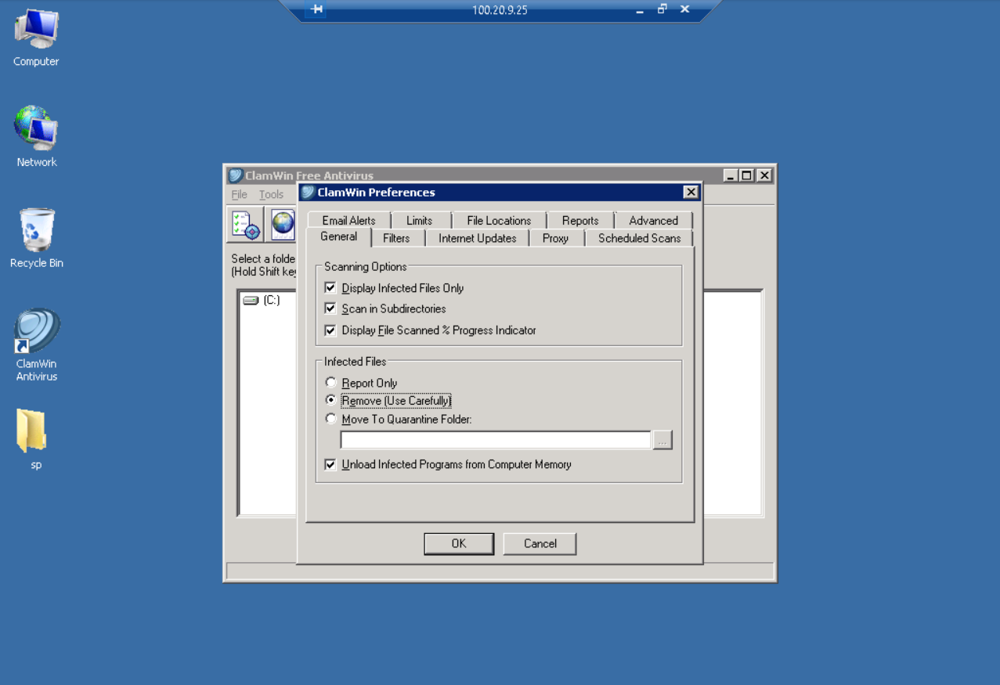 100.20.9.25
Computer
Network
Recycle Bin
ClamWin
Antivirus
sp
ClamWin Free Antivirus
File Tools
Select a folde
(Hold Shift key
(C:)
ClamWin Preferences
Email Alerts Limits File Locations Reports Advanced
General Filters Internet Updates Proxy Scheduled Scans
Scanning Options
Display Infected Files Only
Scan in Subdirectories
Display File Scanned % Progress Indicator
Infected Files
Report Only
Remove (Use Carefully)
Move To Quarantine Folder:
...
Unload Infected Programs from Computer Memory
OK Cancel